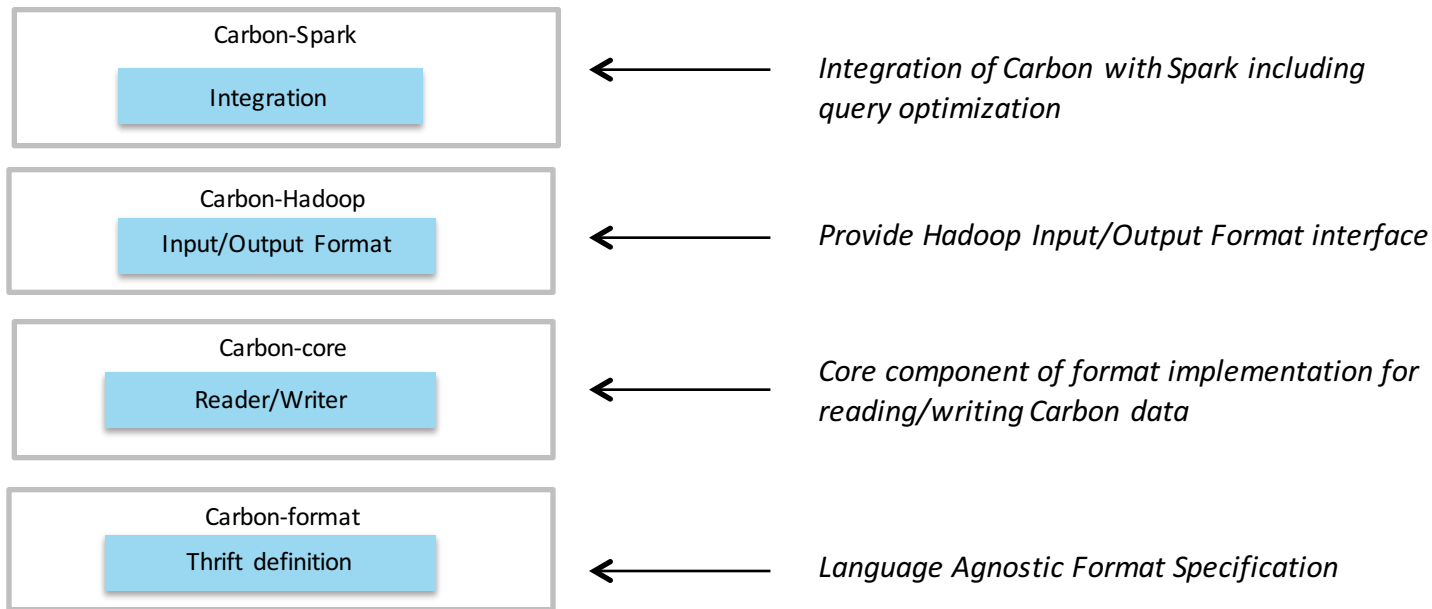 Carbon-Spark
Integration
Integration of Carbon with Spark including
query optimization
Carbon-Hadoop
Input/Output Format
Provide Hadoop Input/Output Format interface
Carbon-core
Reader/Writer
Core component of format implementation for
reading/writing Carbon data
Carbon-format
Thrift definition
Language Agnostic Format Specification